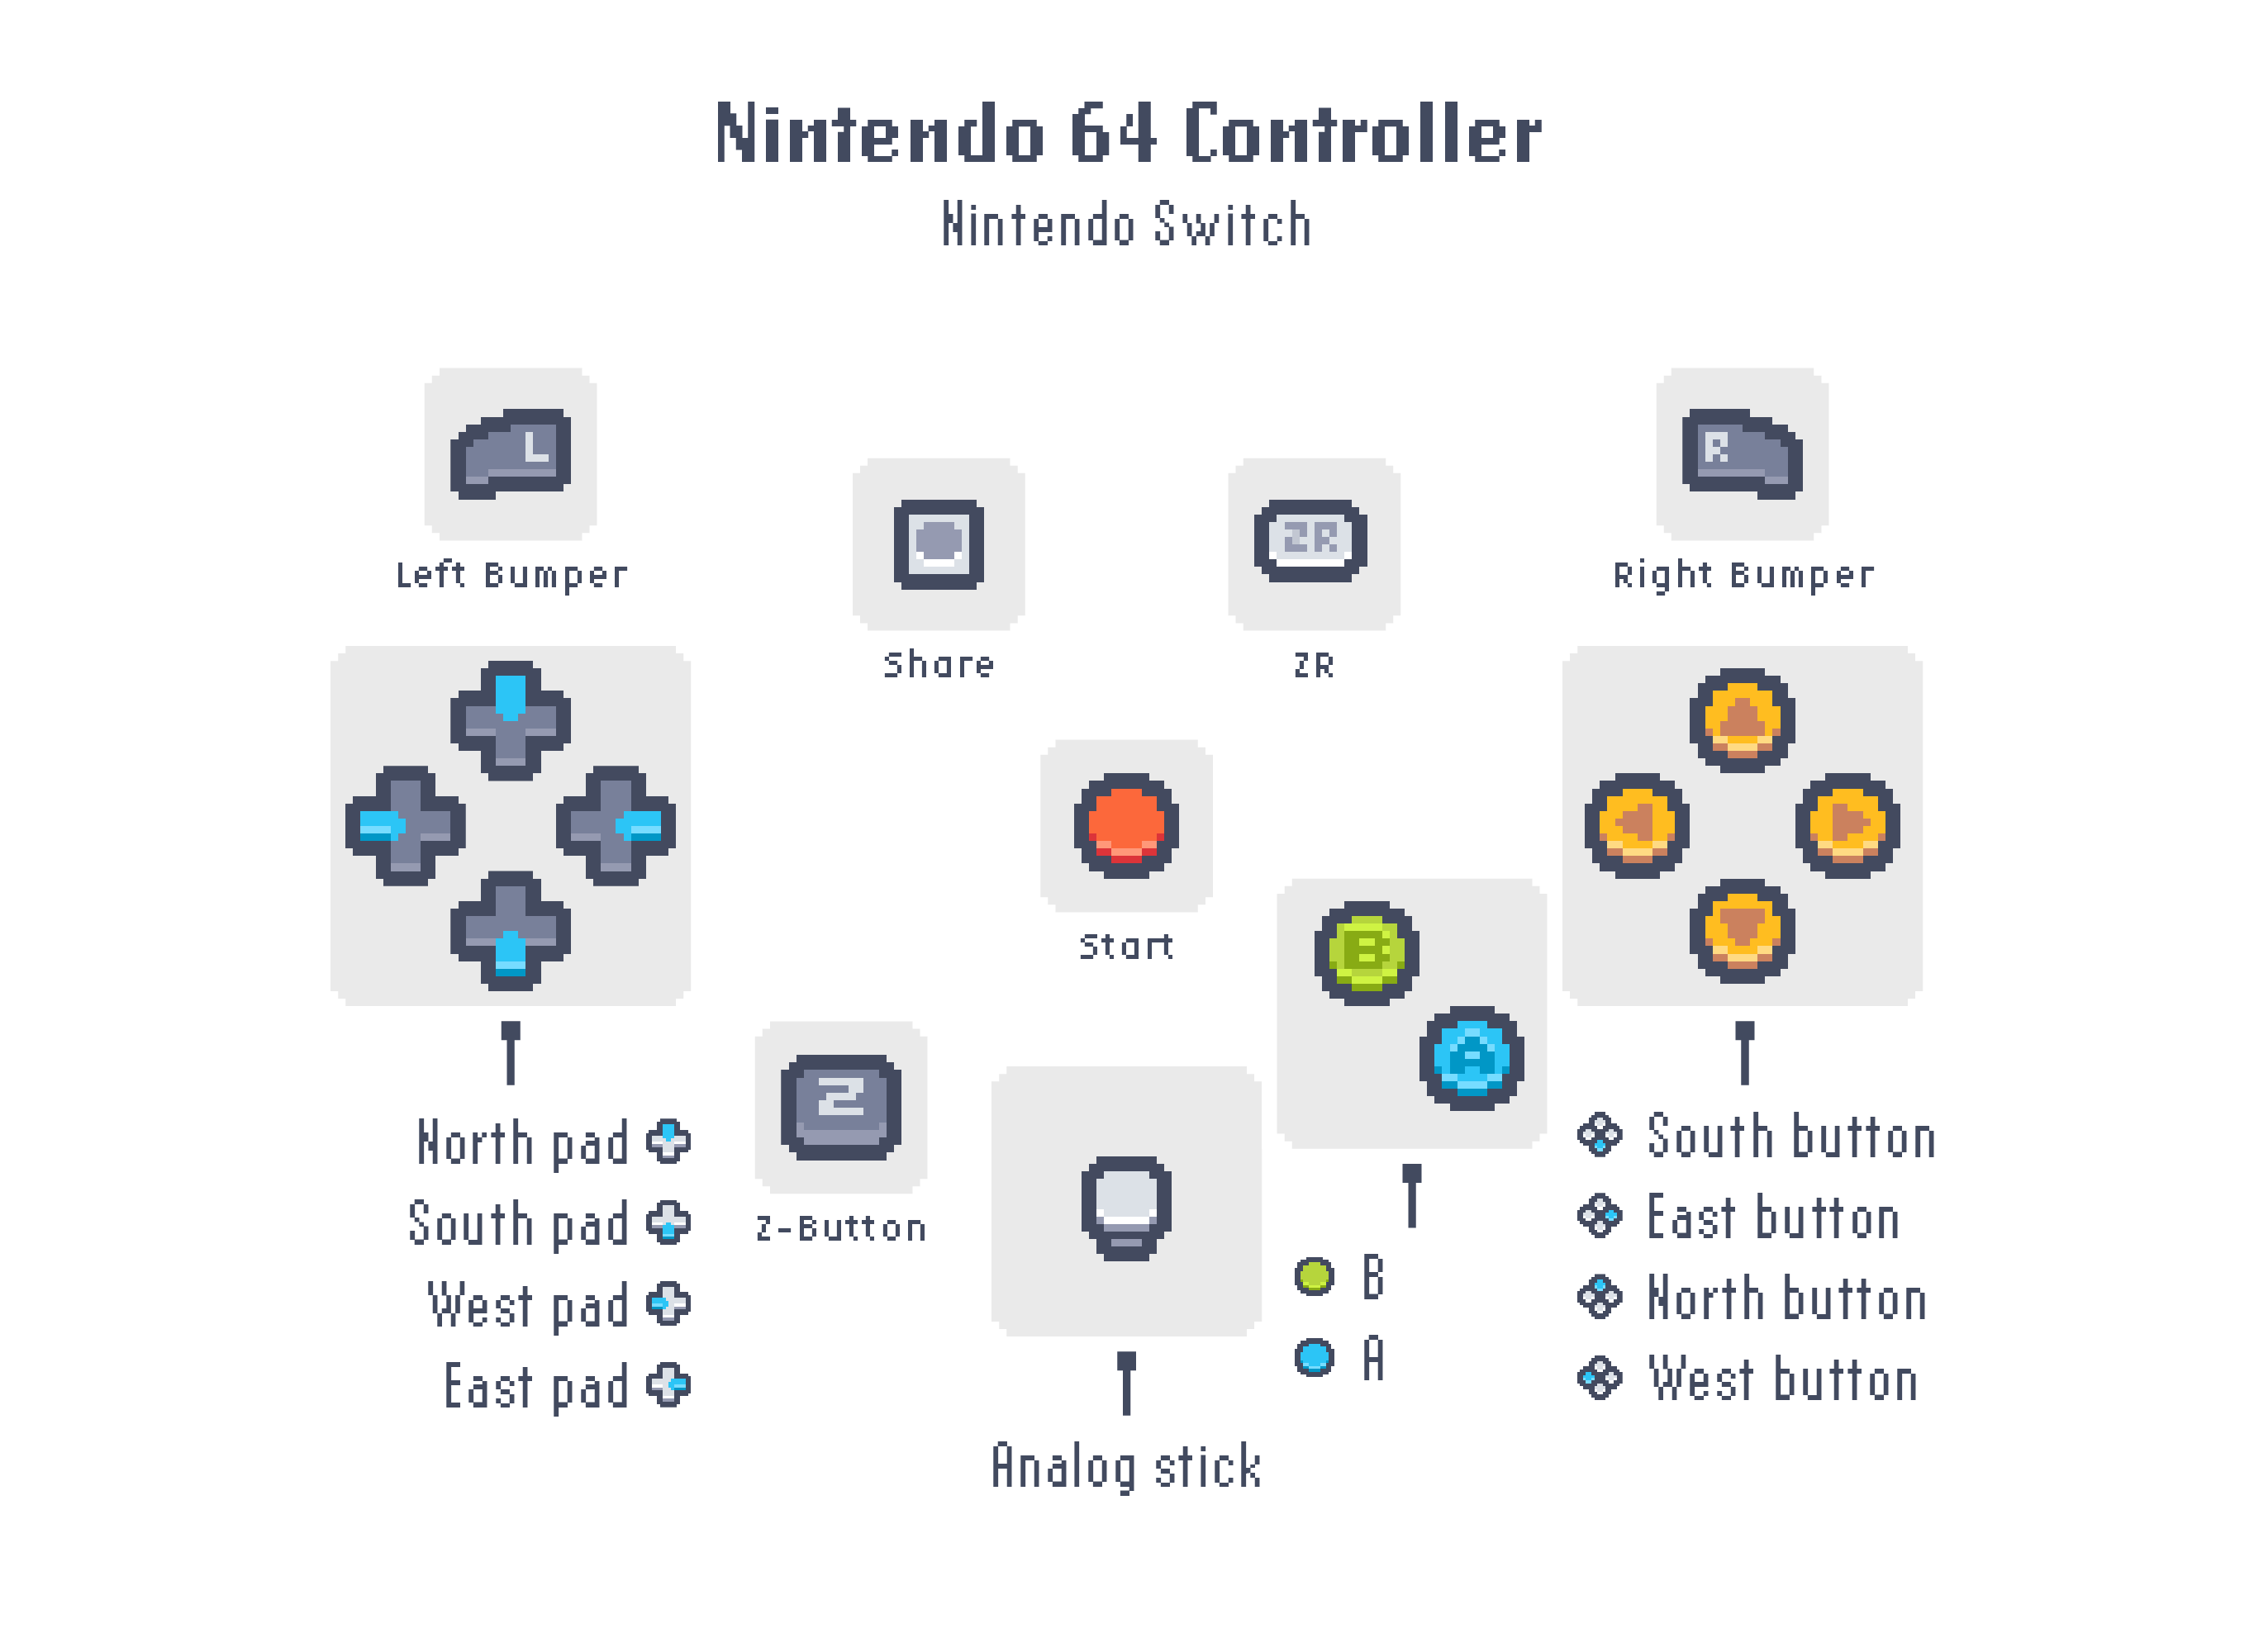 Nintendo 64 Controller
Nintendo Switch
L
R
Left Bumper
Right Bumper
ZR
Share
ZR
Start
B
A
Z
Z-Button
North pad
South pad
West pad
East pad
Analog stick
B
A
South button
East button
North button
West button